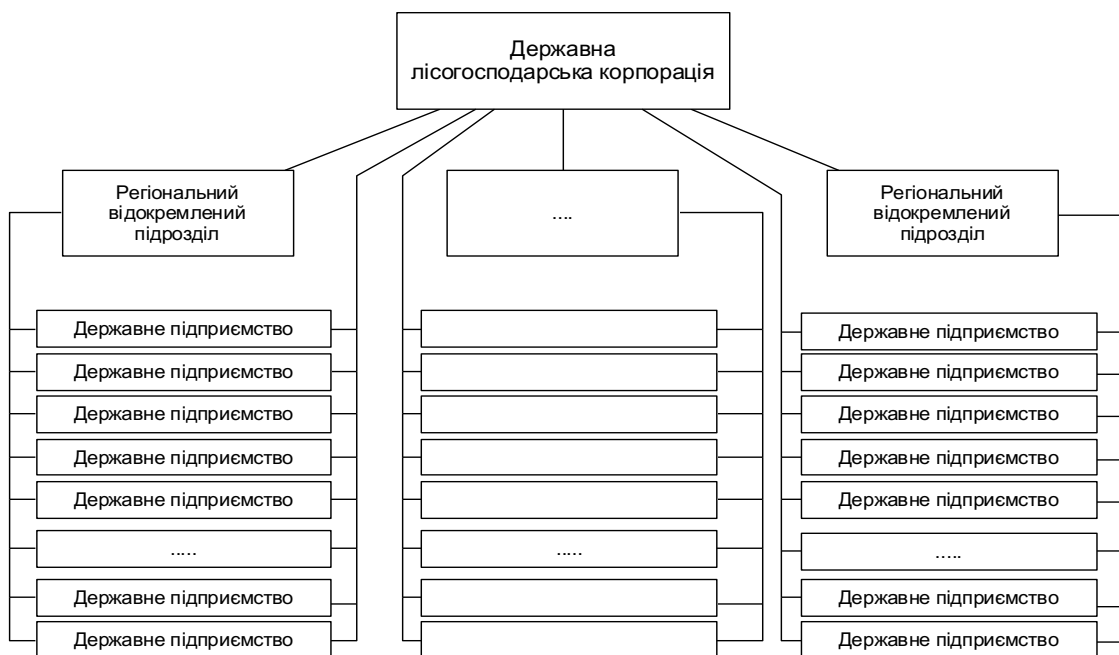 Державна
лісогосподарська корпорація
Регіональний
відокремлений
підрозділ
....
Регіональний
відокремлений
підрозділ
Державне підприємство
Державне підприємство
Державне підприємство
Державне підприємство
Державне підприємство
.....
Державне підприємство
Державне підприємство
.....
Державне підприємство
Державне підприємство
Державне підприємство
Державне підприємство
Державне підприємство
.....
Державне підприємство
Державне підприємство